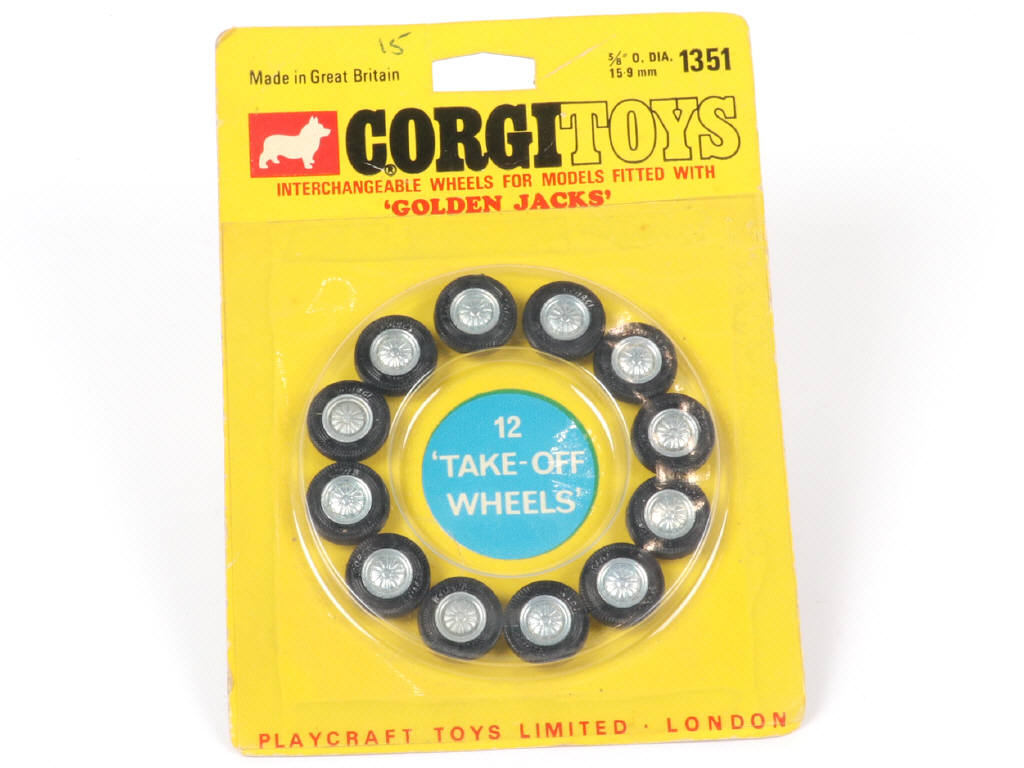 15
Made in Great Britain
5/8" O. DIA. 1351
15·9 mm
CORGI TOYS
®
INTERCHANGEABLE WHEELS FOR MODELS FITTED WITH
'GOLDEN JACKS'
12
'TAKE-OFF
WHEELS'
PLAYCRAFT TOYS LIMITED · LONDON